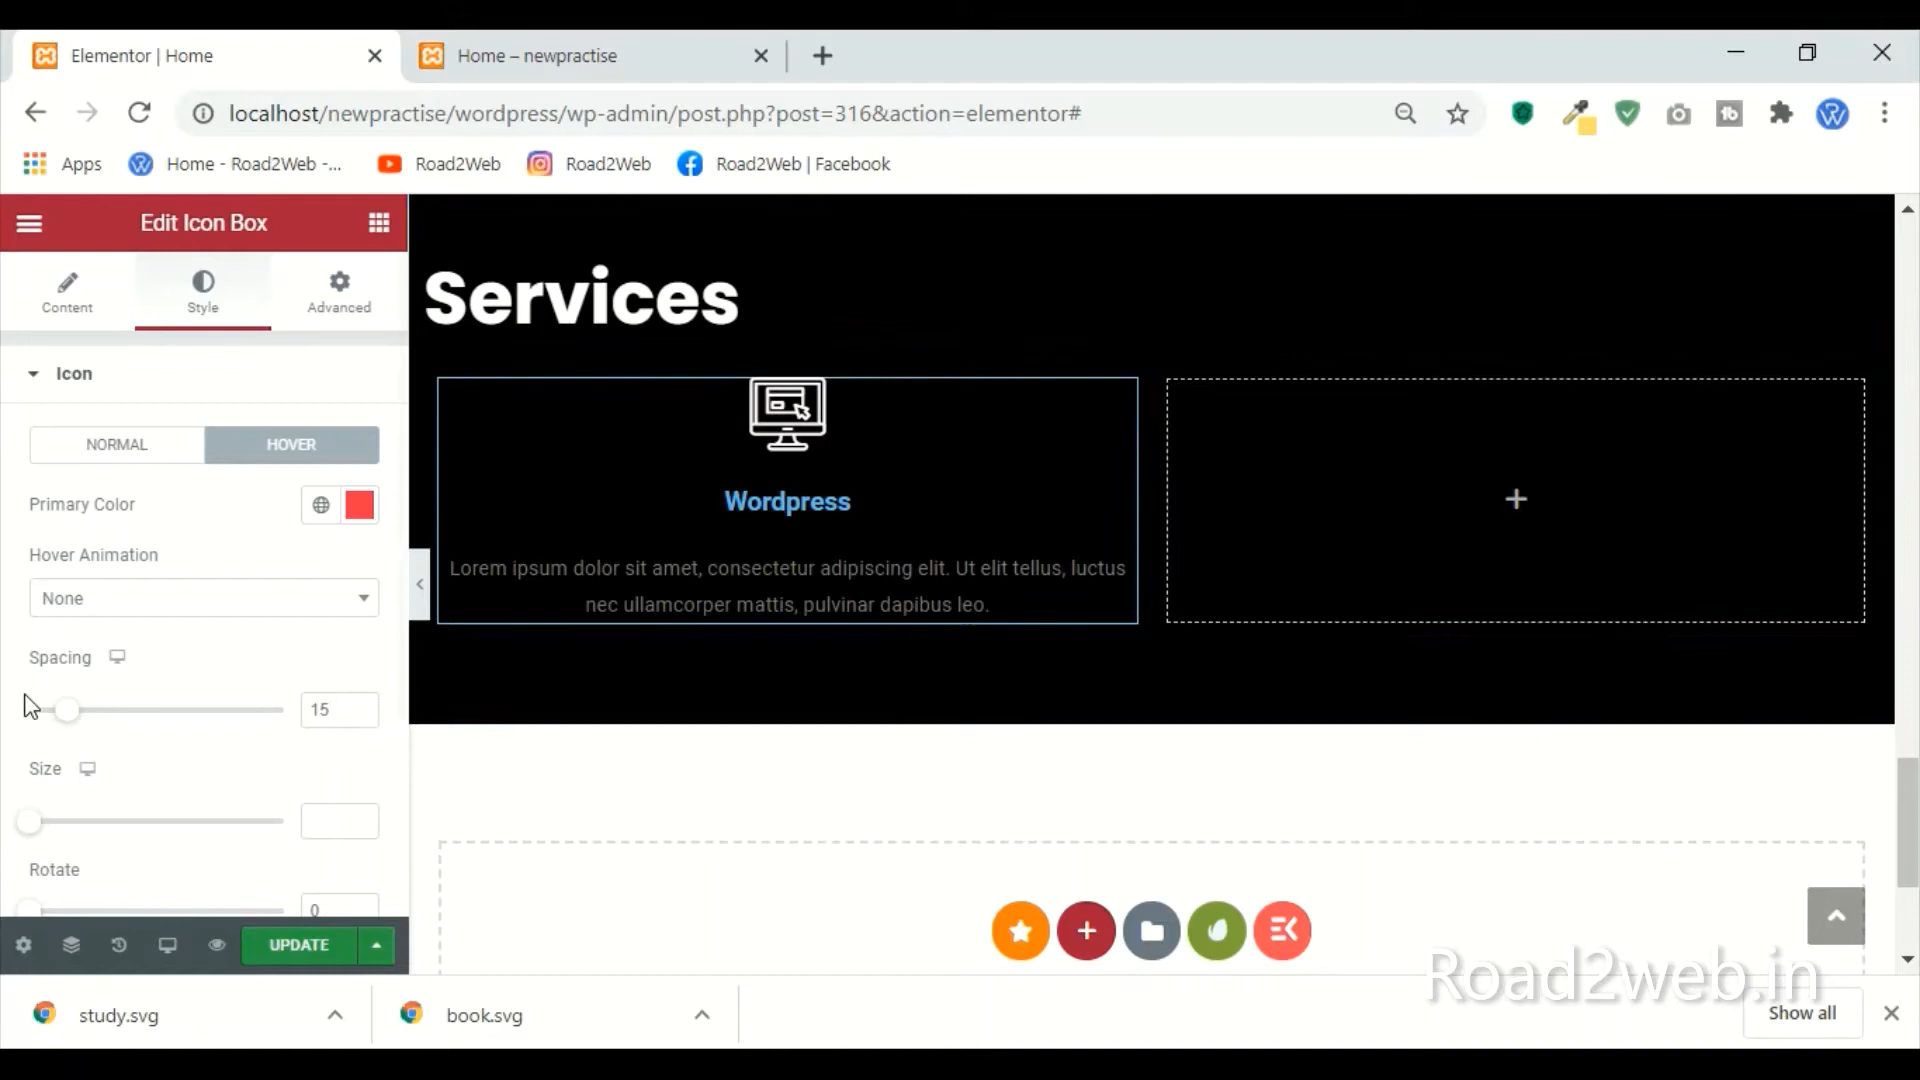 Elementor | Home
Home – newpractise
localhost/newpractise/wordpress/wp-admin/post.php?post=316&action=elementor#
Apps
Home - Road2Web -...
Road2Web
Road2Web
Road2Web | Facebook
Edit Icon Box
Content
Style
Advanced
Icon
NORMAL
HOVER
Primary Color
Hover Animation
None
Spacing
15
Size
Rotate
0
UPDATE
Services
Wordpress
Lorem ipsum dolor sit amet, consectetur adipiscing elit. Ut elit tellus, luctus
nec ullamcorper mattis, pulvinar dapibus leo.
Road2web.in
study.svg
book.svg
Show all